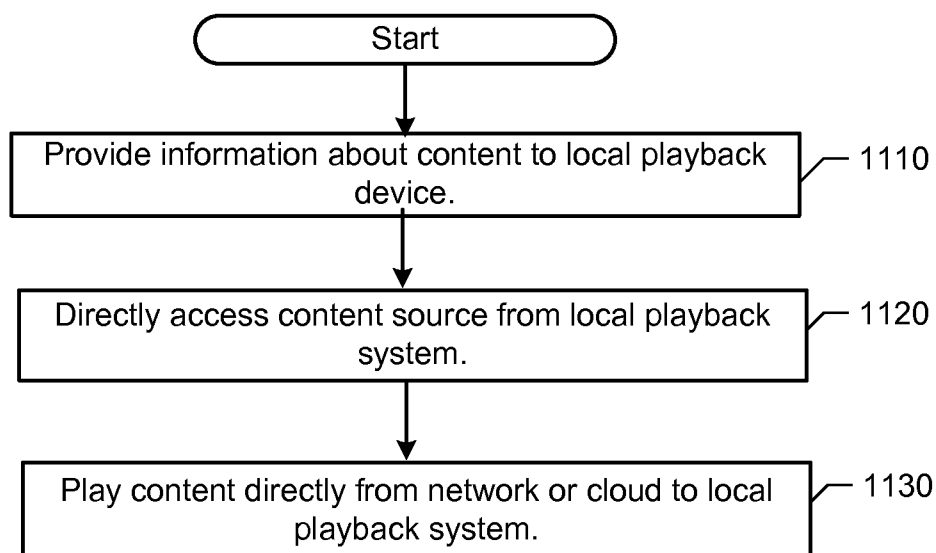 Start
Provide information about content to local playback
device.
1110
Directly access content source from local playback
system.
1120
Play content directly from network or cloud to local
playback system.
1130